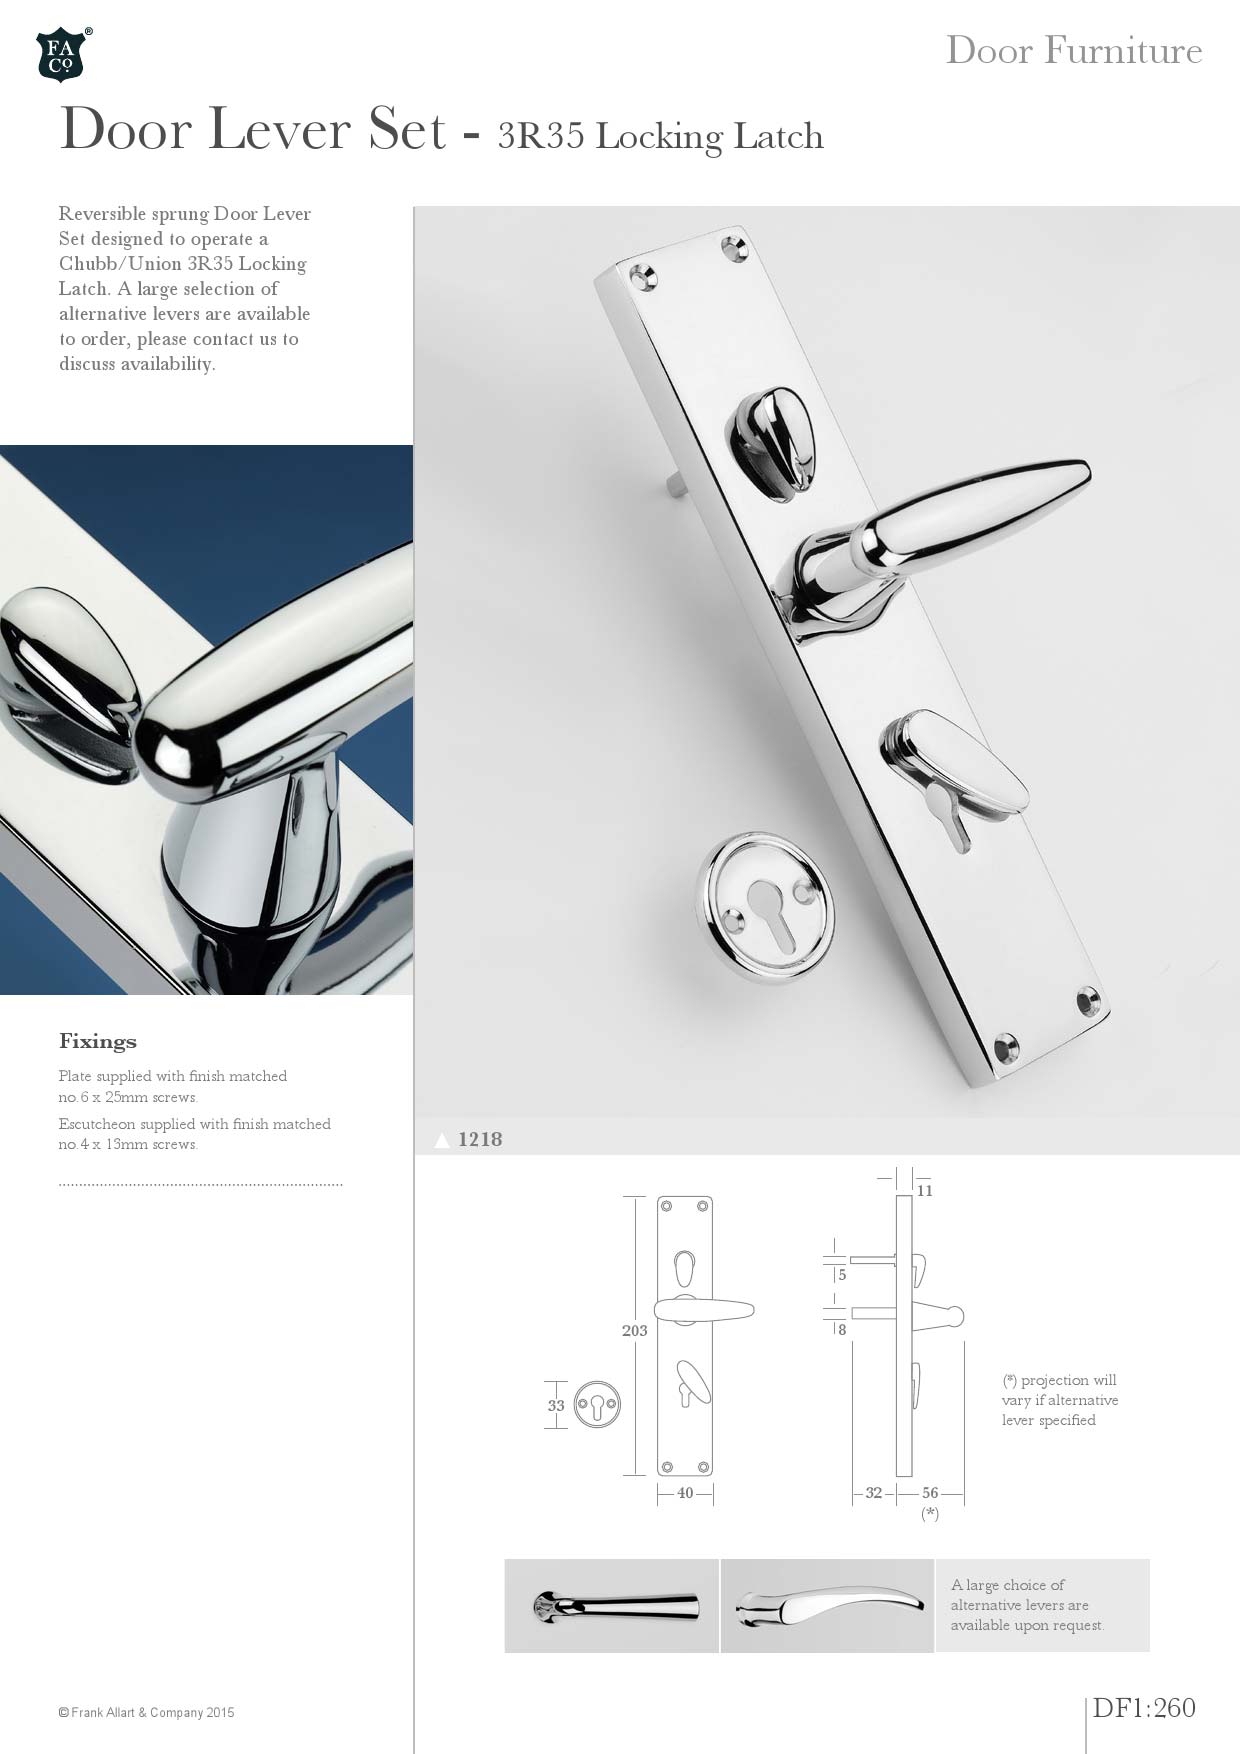 FA
Co.
®
Door Furniture
Door Lever Set - 3R35 Locking Latch
Reversible sprung Door Lever
Set designed to operate a
Chubb/Union 3R35 Locking
Latch. A large selection of
alternative levers are available
to order, please contact us to
discuss availability.
Fixings
Plate supplied with finish matched
no.6 x 25mm screws.
Escutcheon supplied with finish matched
no.4 x 13mm screws.
1218
11
5
203
8
33
(*) projection will
vary if alternative
lever specified
40
32
56
(*)
A large choice of
alternative levers are
available upon request.
© Frank Allart & Company 2015
DF1:260